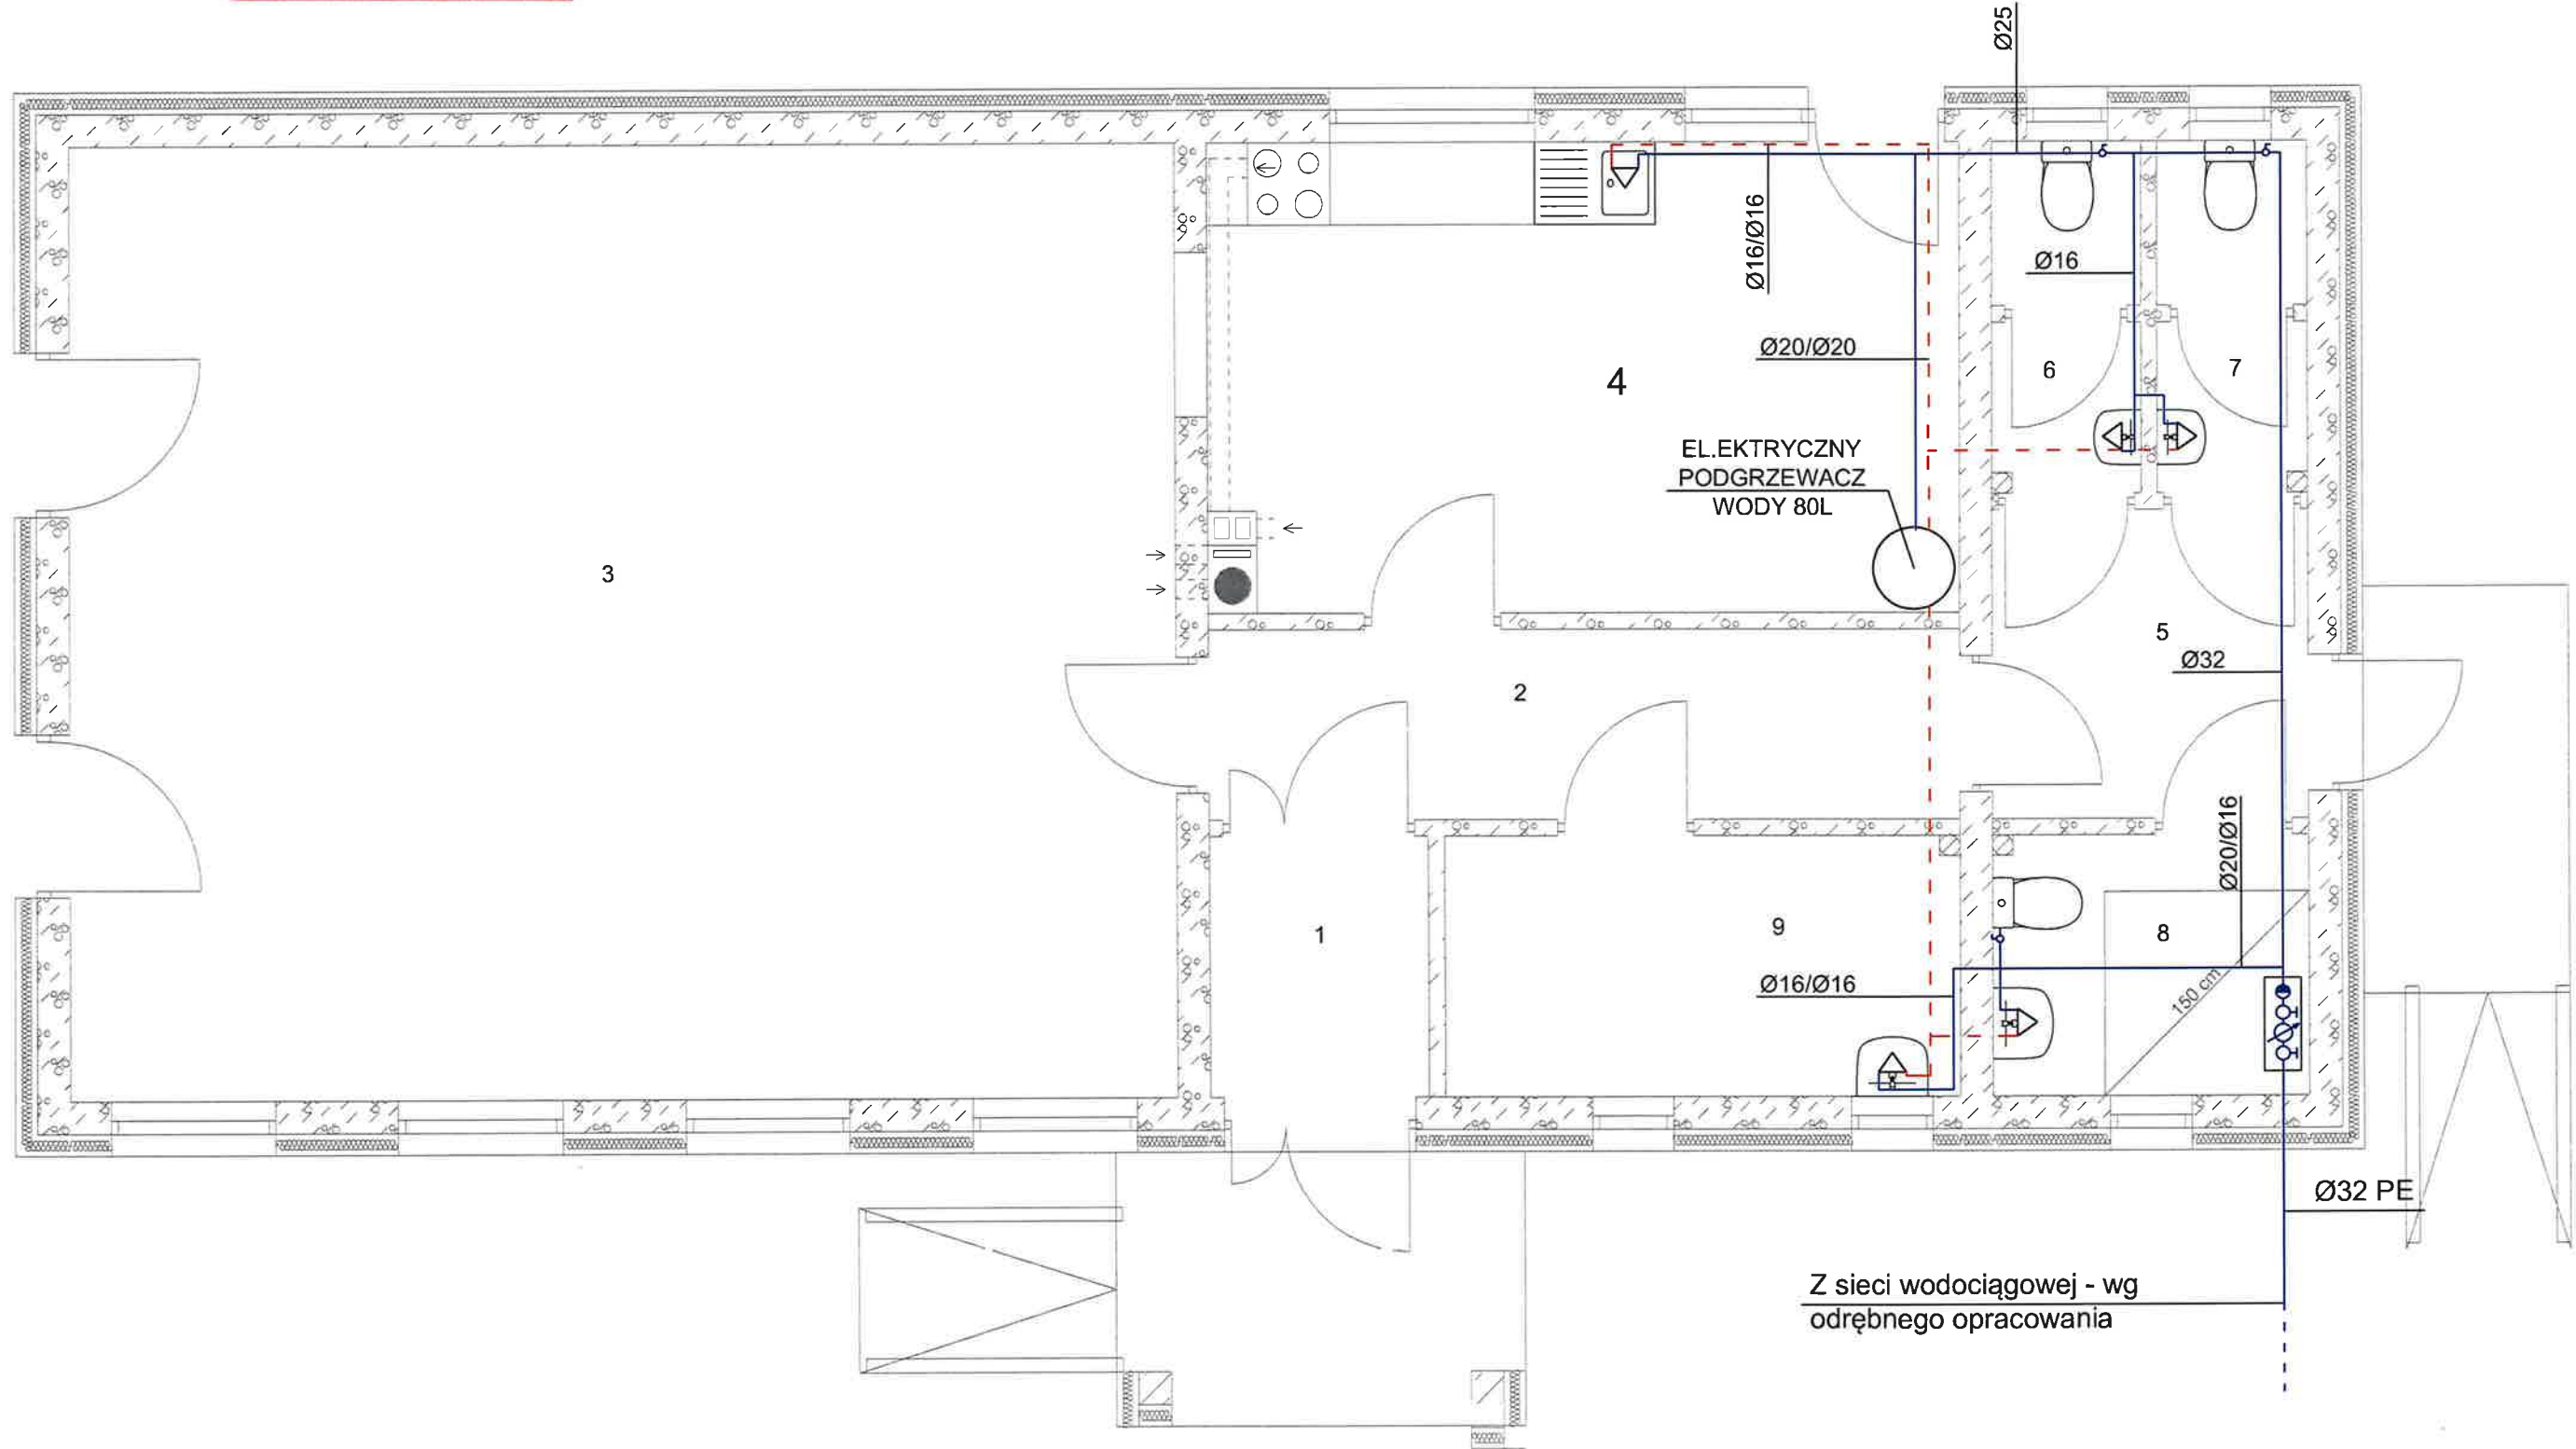 Ø25
Ø16/Ø16
Ø16
Ø20/Ø20
4
6
7
EL.EKTRYCZNY
PODGRZEWACZ
WODY 80L
3
5
Ø32
2
Ø20/Ø16
1
9
8
Ø16/Ø16
150 cm
Ø32 PE
Z sieci wodociągowej - wg
odrębnego opracowania